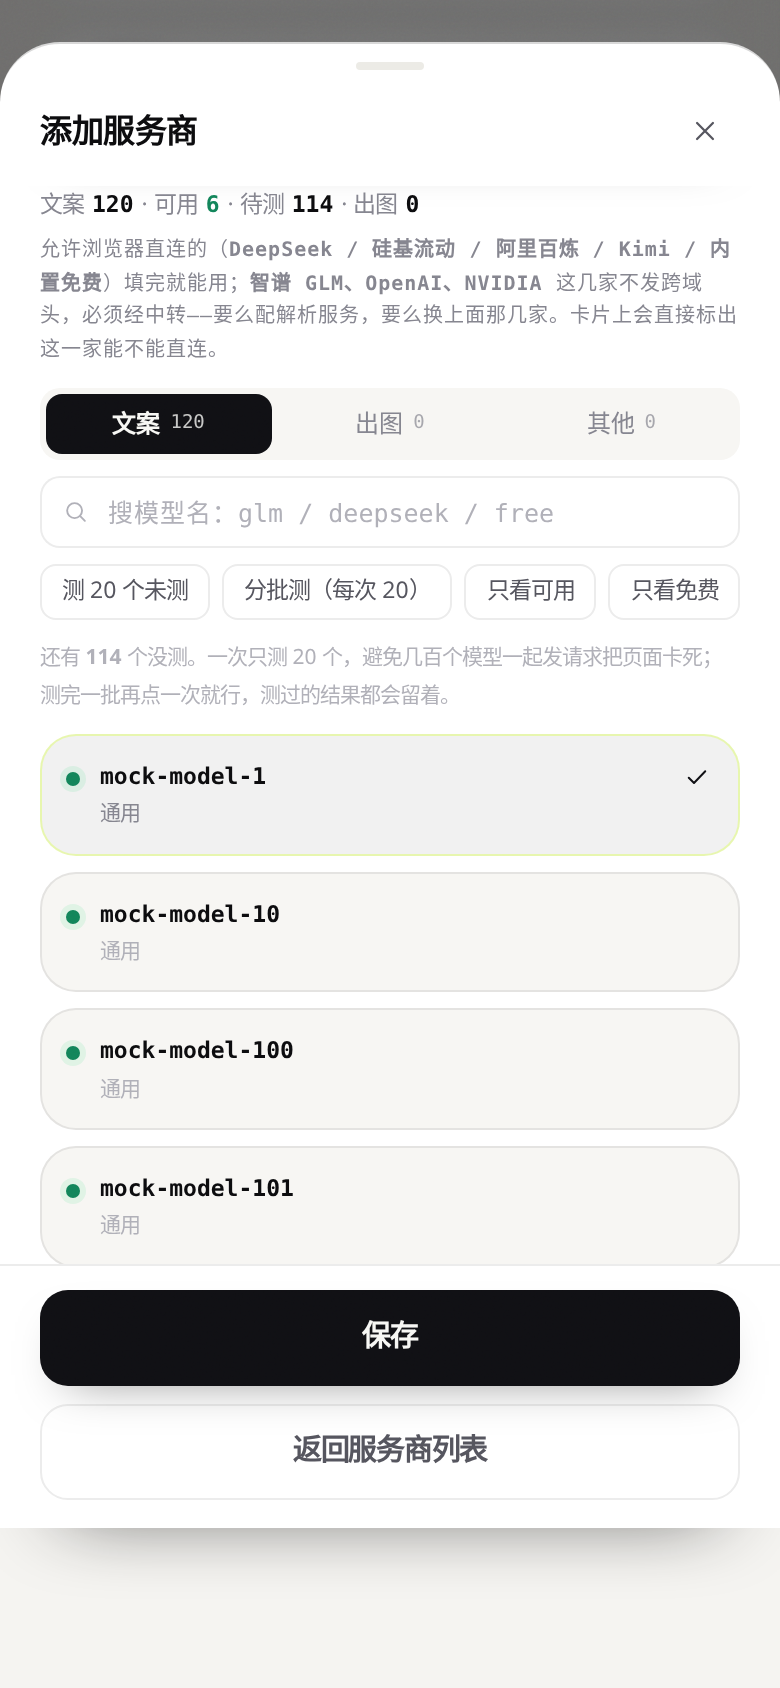 添加服务商
文案 120 · 可用 6 · 待测 114 · 出图 0
允许浏览器直连的（DeepSeek / 硅基流动 / 阿里百炼 / Kimi / 内
置免费）填完就能用；智谱 GLM、OpenAI、NVIDIA 这几家不发跨域
头，必须经中转——要么配解析服务，要么换上面那几家。卡片上会直接标出
这一家能不能直连。
文案 120 出图 0 其他 0
搜模型名：glm / deepseek / free
测 20 个未测 分批测（每次 20） 只看可用 只看免费
还有 114 个没测。一次只测 20 个，避免几百个模型一起发请求把页面卡死；
测完一批再点一次就行，测过的结果都会留着。
mock-model-1
通用
mock-model-10
通用
mock-model-100
通用
mock-model-101
通用
保存
返回服务商列表